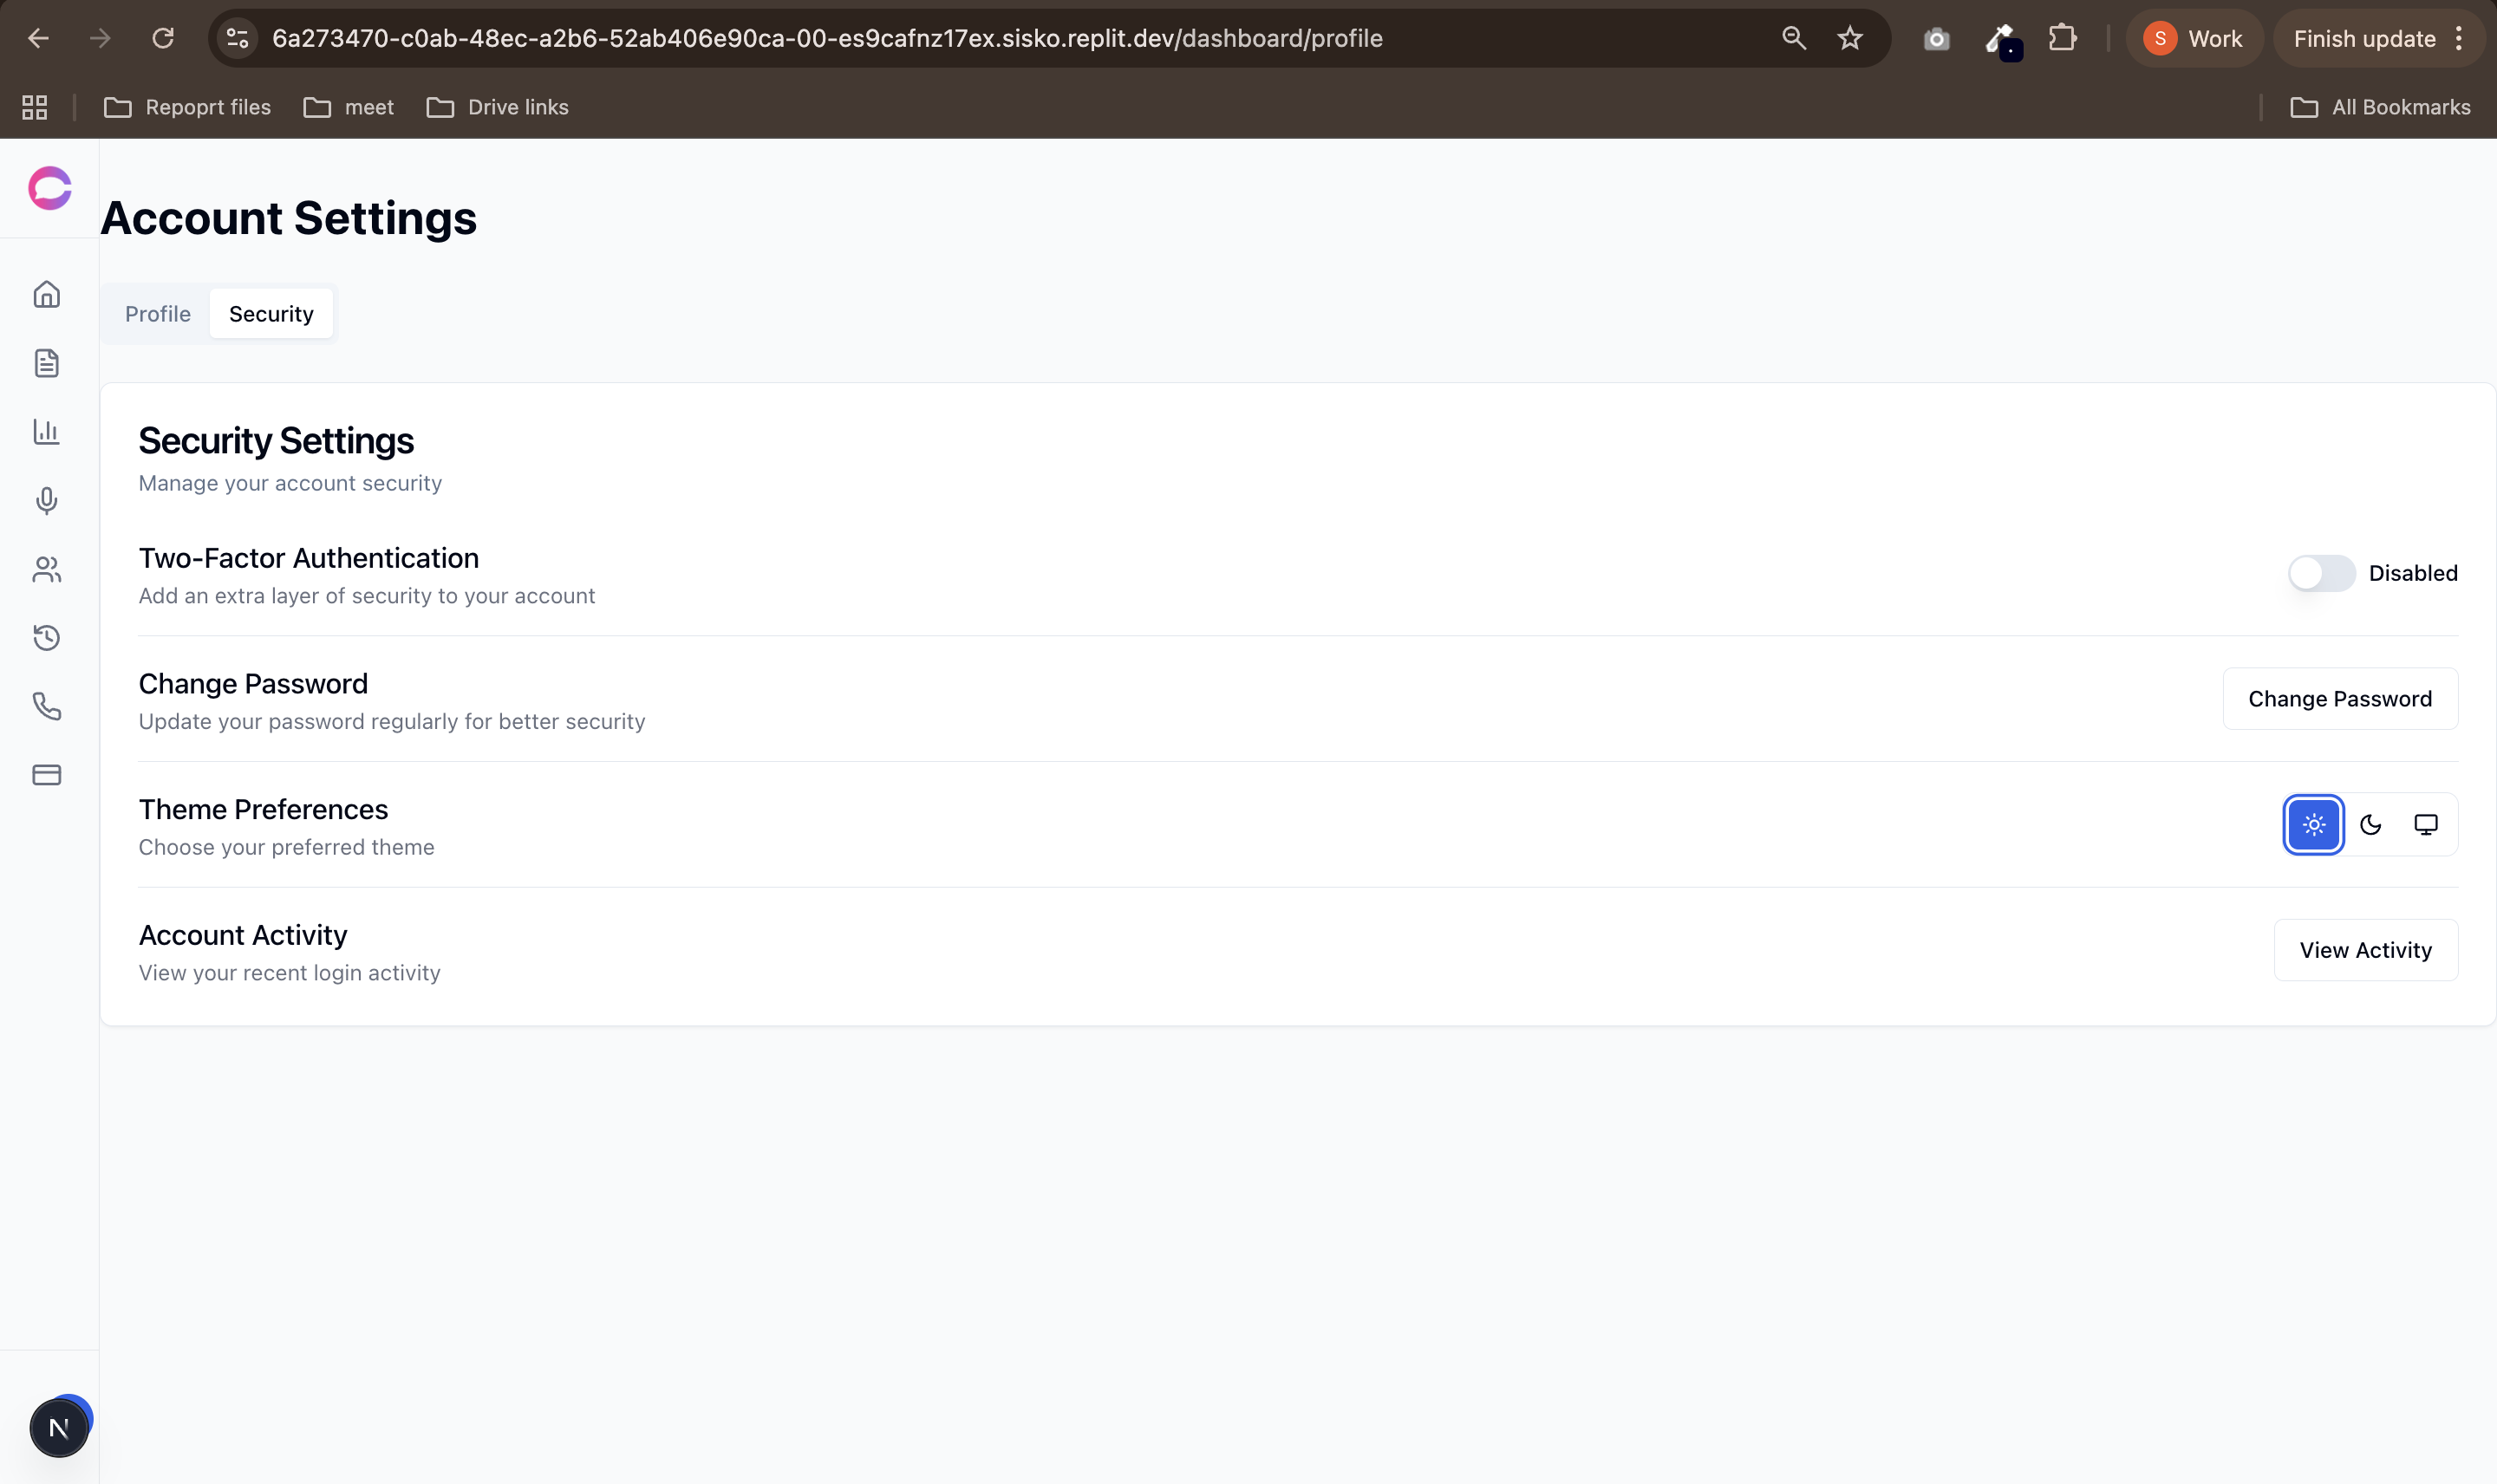 6a273470-c0ab-48ec-a2b6-52ab406e90ca-00-es9cafnz17ex.sisko.replit.dev/dashboard/profile
S Work
Finish update
Repoprt files
meet
Drive links
All Bookmarks
Account Settings
Profile
Security
Security Settings
Manage your account security
Two-Factor Authentication
Add an extra layer of security to your account
Disabled
Change Password
Update your password regularly for better security
Change Password
Theme Preferences
Choose your preferred theme
Account Activity
View your recent login activity
View Activity
N